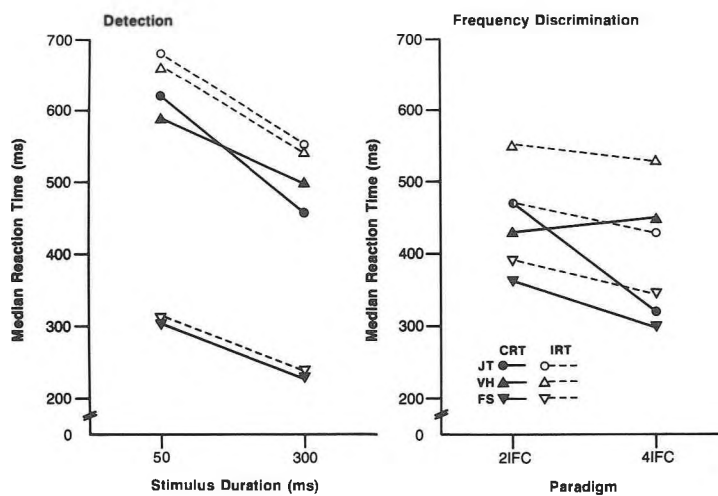 Detection
700
600
500
400
300
200
0
Median Reaction Time (ms)
50 300
Stimulus Duration (ms)
Frequency Discrimination
700
600
500
400
300
200
0
Median Reaction Time (ms)
CRT IRT
JT
VH
FS
2IFC 4IFC
Paradigm